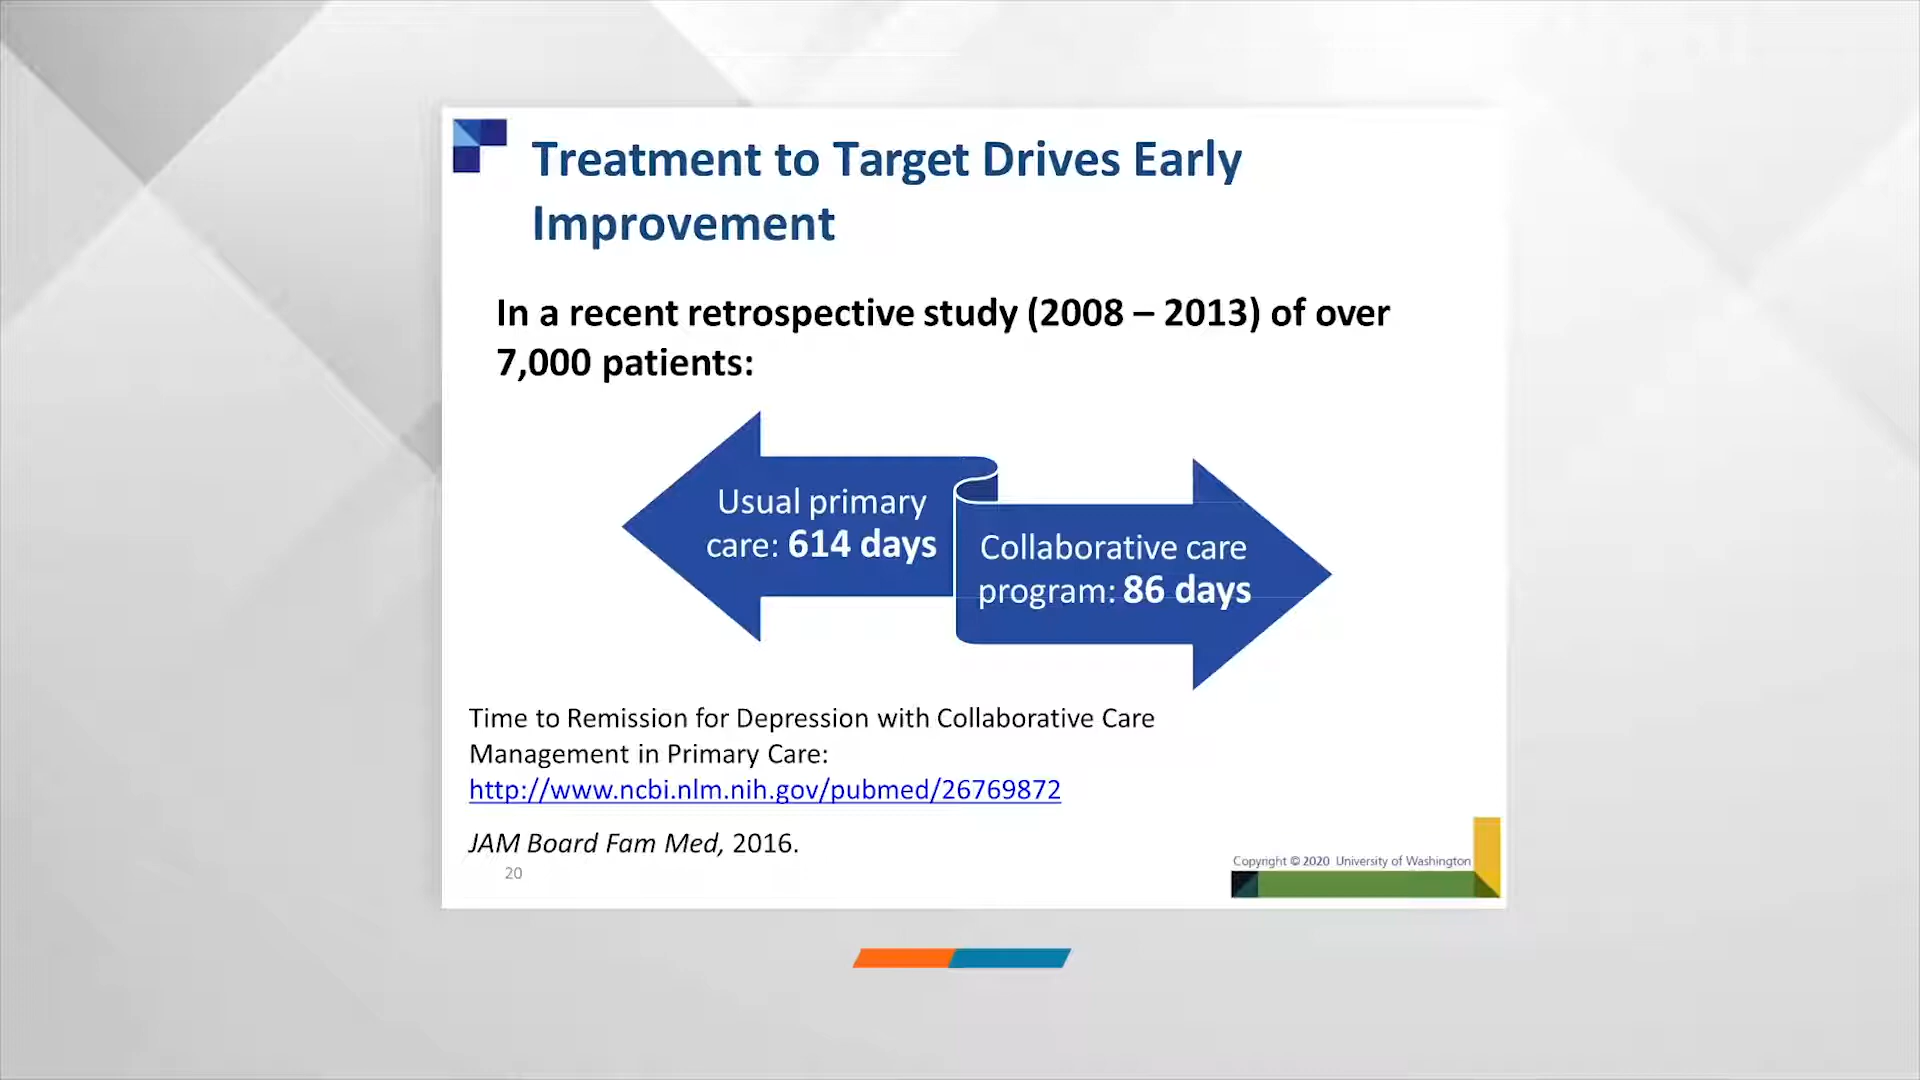 Treatment to Target Drives Early
Improvement
In a recent retrospective study (2008 – 2013) of over
7,000 patients:
Usual primary
care: 614 days
Collaborative care
program: 86 days
Time to Remission for Depression with Collaborative Care
Management in Primary Care:
http://www.ncbi.nlm.nih.gov/pubmed/26769872
JAM Board Fam Med, 2016.
20
Copyright © 2020 University of Washington